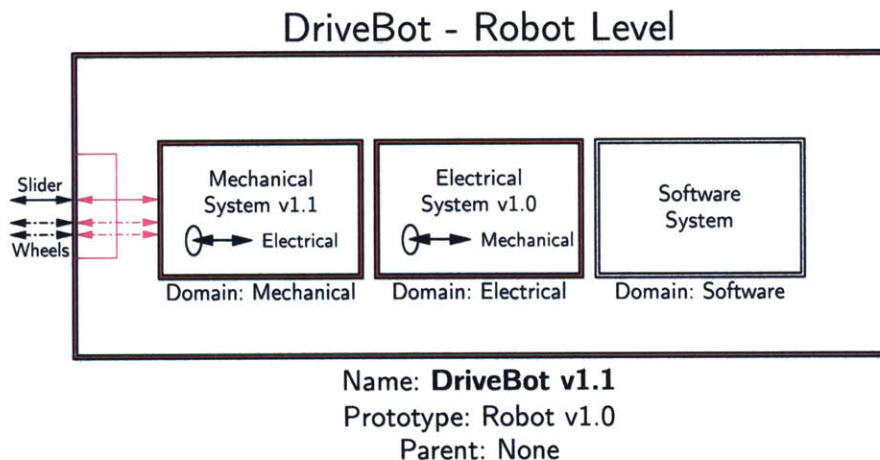 DriveBot - Robot Level
Slider
Wheels
Mechanical
System v1.1
Electrical
Domain: Mechanical
Electrical
System v1.0
Mechanical
Domain: Electrical
Software
System
Domain: Software
Name: DriveBot v1.1
Prototype: Robot v1.0
Parent: None